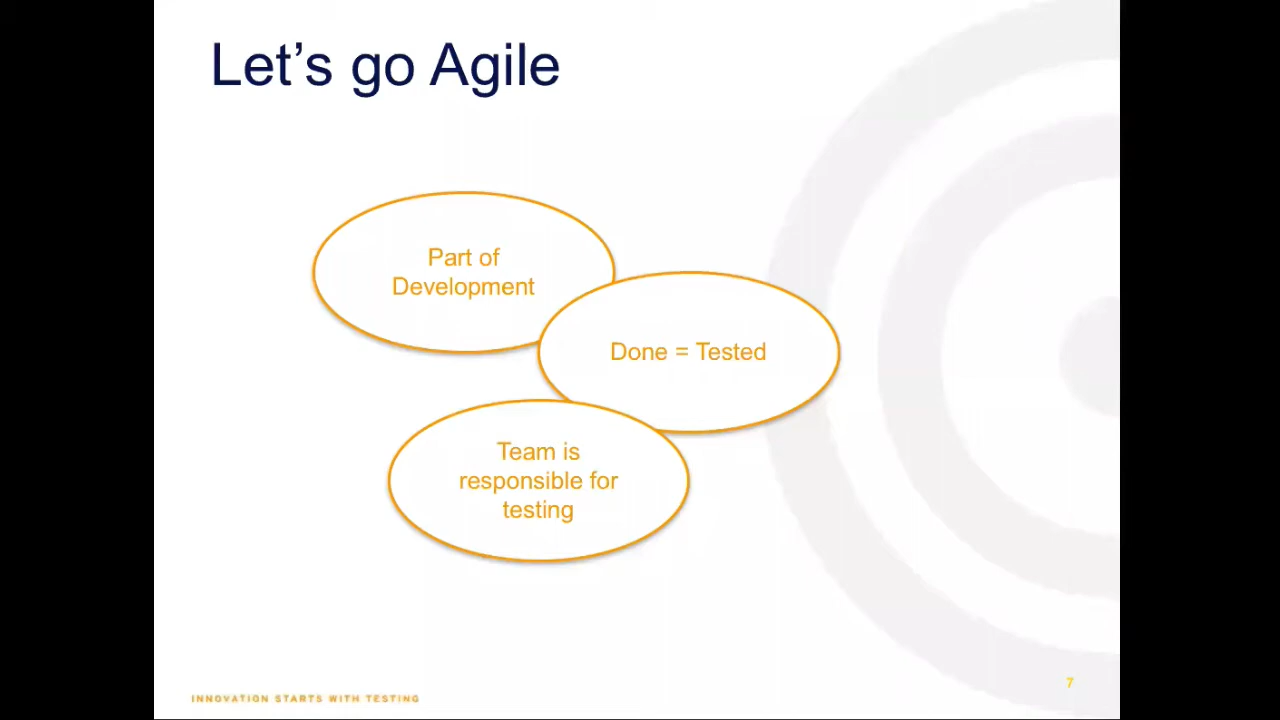 Let’s go Agile
Part of
Development
Done = Tested
Team is
responsible for
testing
INNOVATION STARTS WITH TESTING
7